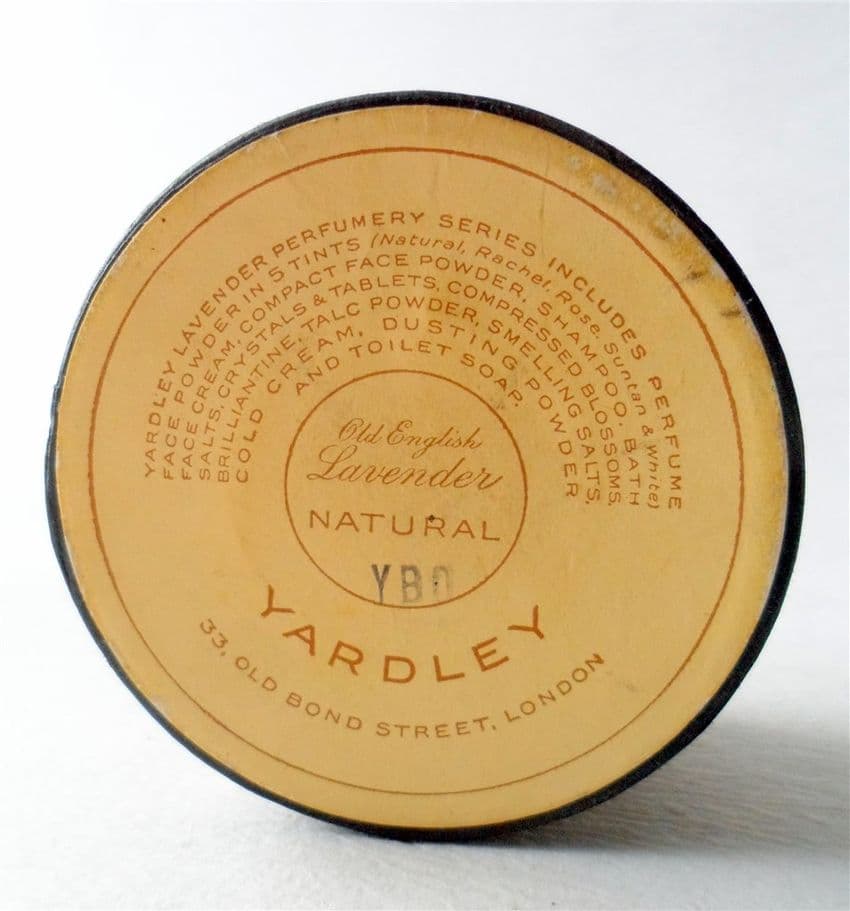 YARDLEY LAVENDER PERFUMERY SERIES INCLUDES PERFUME
FACE POWDER IN 5 TINTS (Natural, Rachel, Rose. Suntan & White)
FACE CREAM, COMPACT FACE POWDER, SHAMPOO, BATH
SALTS, CRYSTALS & TABLETS, COMPRESSED BLOSSOMS,
BRILLIANTINE, TALC POWDER, SMELLING SALTS,
COLD CREAM, DUSTING POWDER
AND TOILET SOAP.
Old English
Lavender
NATURAL
YBO
YARDLEY
33, OLD BOND STREET, LONDON